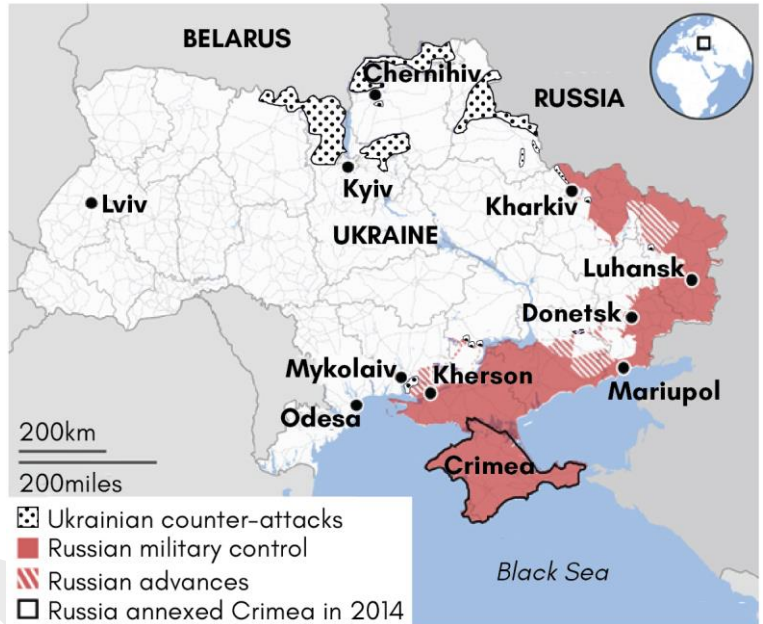 BELARUS
Chernihiv
RUSSIA
Kyiv
Lviv
Kharkiv
UKRAINE
Luhansk
Donetsk
Mykolaiv
Kherson
Mariupol
Odesa
200km
Crimea
200miles
Ukrainian counter-attacks
Russian military control
Black Sea
Russian advances
Russia annexed Crimea in 2014